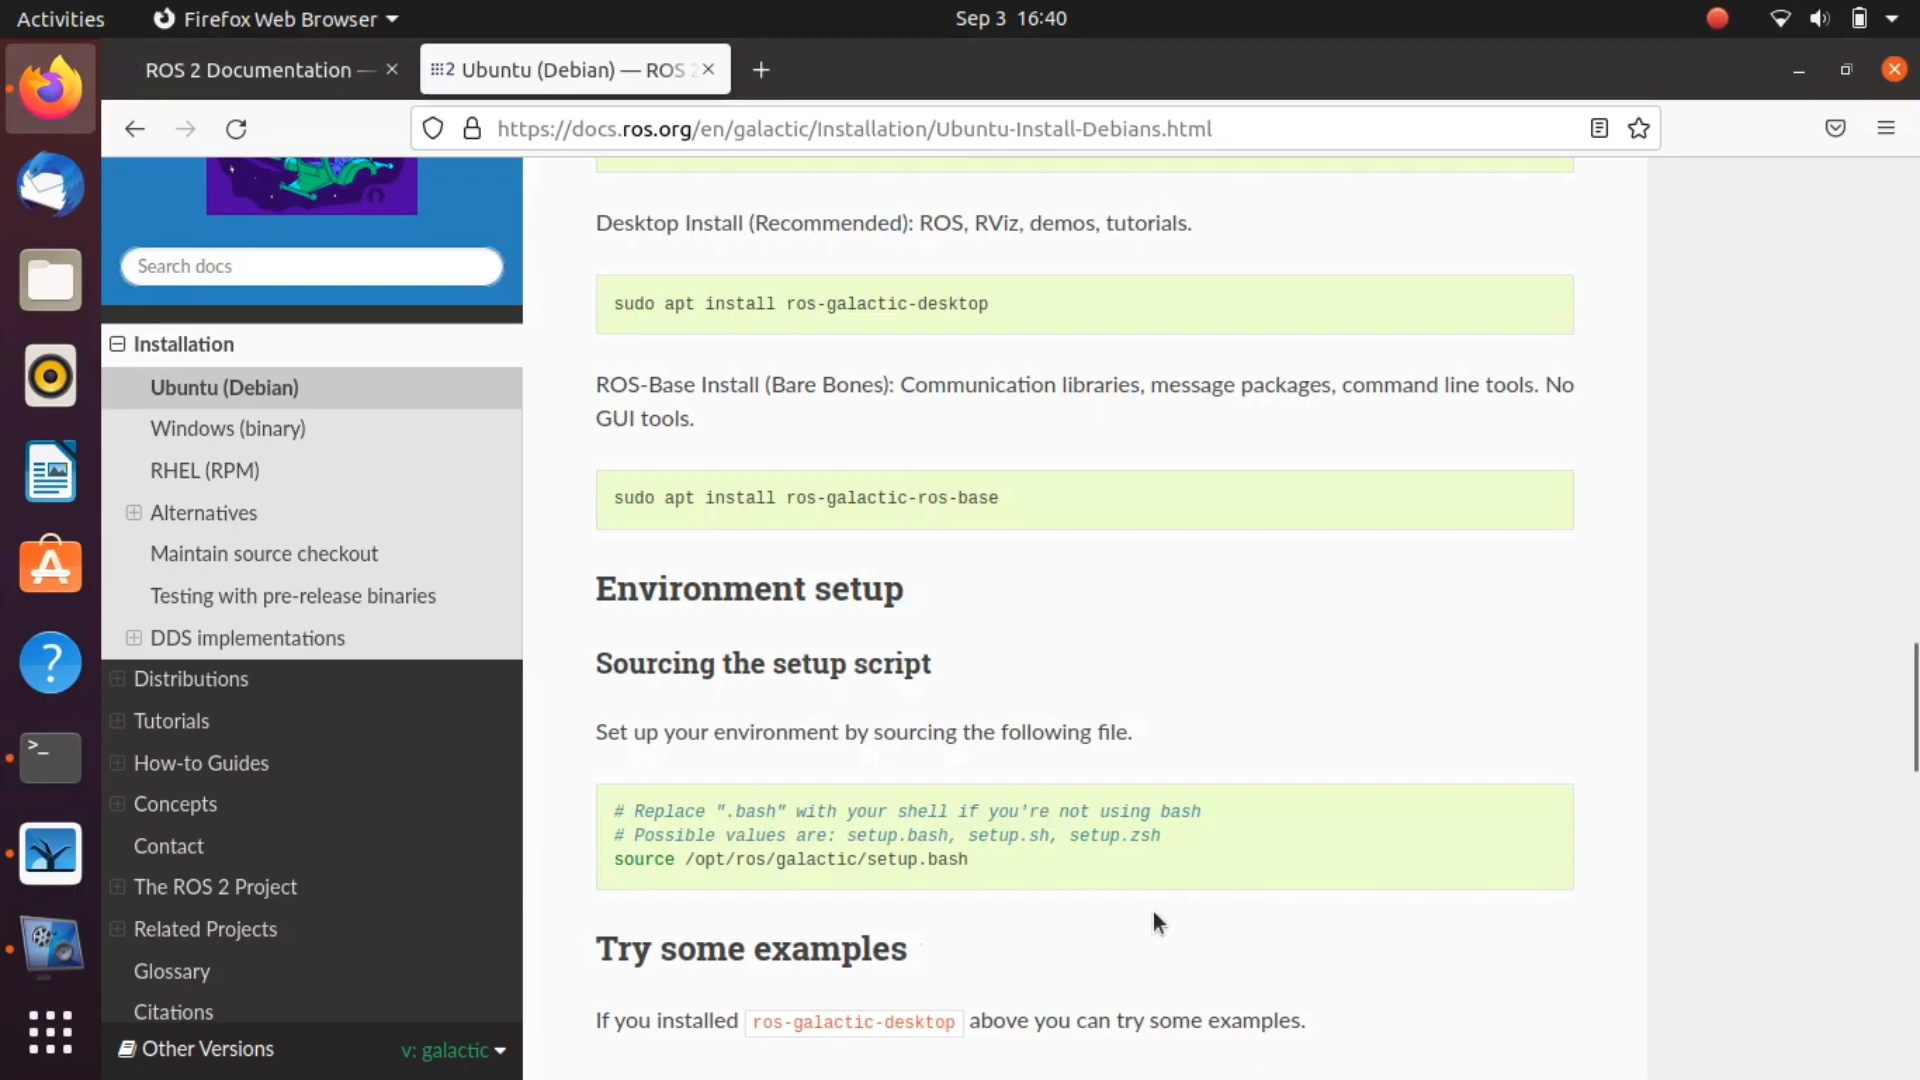 Activities
Firefox Web Browser
Sep 3 16:40
ROS 2 Documentation —
Ubuntu (Debian) — ROS 2
https://docs.ros.org/en/galactic/Installation/Ubuntu-Install-Debians.html
Search docs
Installation
Ubuntu (Debian)
Windows (binary)
RHEL (RPM)
Alternatives
Maintain source checkout
Testing with pre-release binaries
DDS implementations
Distributions
Tutorials
How-to Guides
Concepts
Contact
The ROS 2 Project
Related Projects
Glossary
Citations
Other Versions
v: galactic
Desktop Install (Recommended): ROS, RViz, demos, tutorials.
sudo apt install ros-galactic-desktop
ROS-Base Install (Bare Bones): Communication libraries, message packages, command line tools. No
GUI tools.
sudo apt install ros-galactic-ros-base
Environment setup
Sourcing the setup script
Set up your environment by sourcing the following file.
# Replace ".bash" with your shell if you're not using bash
# Possible values are: setup.bash, setup.sh, setup.zsh
source /opt/ros/galactic/setup.bash
Try some examples
If you installed ros-galactic-desktop above you can try some examples.